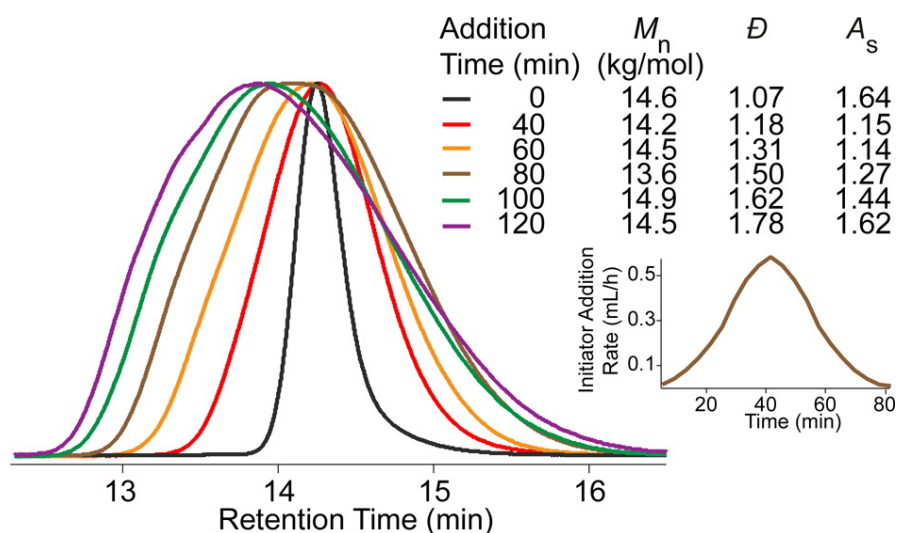 Addition Mn Đ As
Time (min) (kg/mol)
0 14.6 1.07 1.64
40 14.2 1.18 1.15
60 14.5 1.31 1.14
80 13.6 1.50 1.27
100 14.9 1.62 1.44
120 14.5 1.78 1.62
Initiator Addition
Rate (mL/h)
0.5
0.3
0.1
20 40 60 80
Time (min)
13 14 15 16
Retention Time (min)